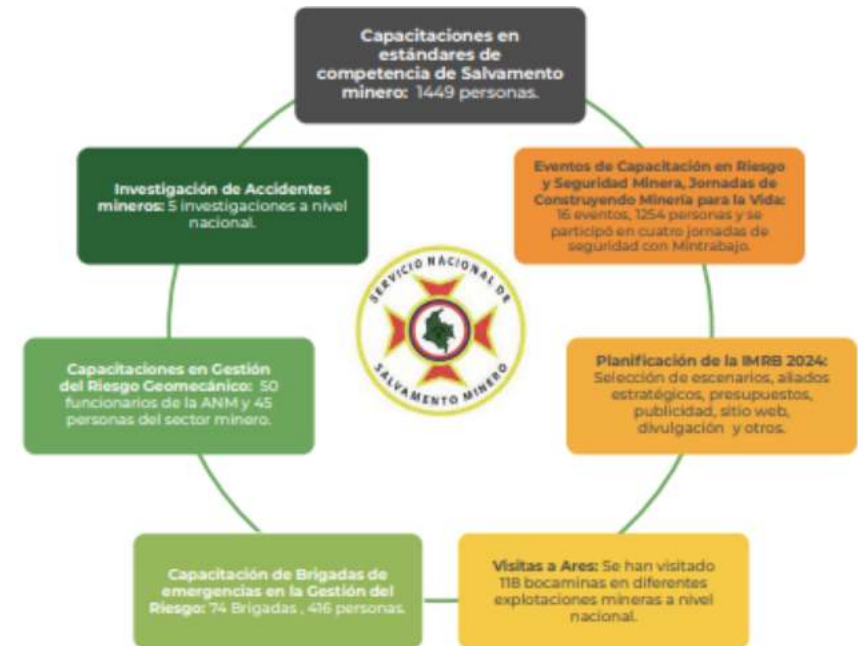 Capacitaciones en
estándares de
competencia de Salvamento
minero: 1449 personas.
Eventos de Capacitación en Riesgo
y Seguridad Minera, Jornadas de
Construyendo Minería para la Vida:
16 eventos, 1254 personas y se
participó en cuatro jornadas de
seguridad con Mintrabajo.
Planificación de la IMRB 2024:
Selección de escenarios, aliados
estratégicos, presupuestos,
publicidad, sitio web,
divulgación y otros.
Visitas a Ares: Se han visitado
118 bocaminas en diferentes
explotaciones mineras a nivel
nacional.
Capacitación de Brigadas de
emergencias en la Gestión del
Riesgo: 74 Brigadas , 416 personas.
Capacitaciones en Gestión
del Riesgo Geomecánico: 50
funcionarios de la ANM y 45
personas del sector minero.
Investigación de Accidentes
mineros: 5 investigaciones a nivel
nacional.
SERVICIO NACIONAL DE
SALVAMENTO MINERO